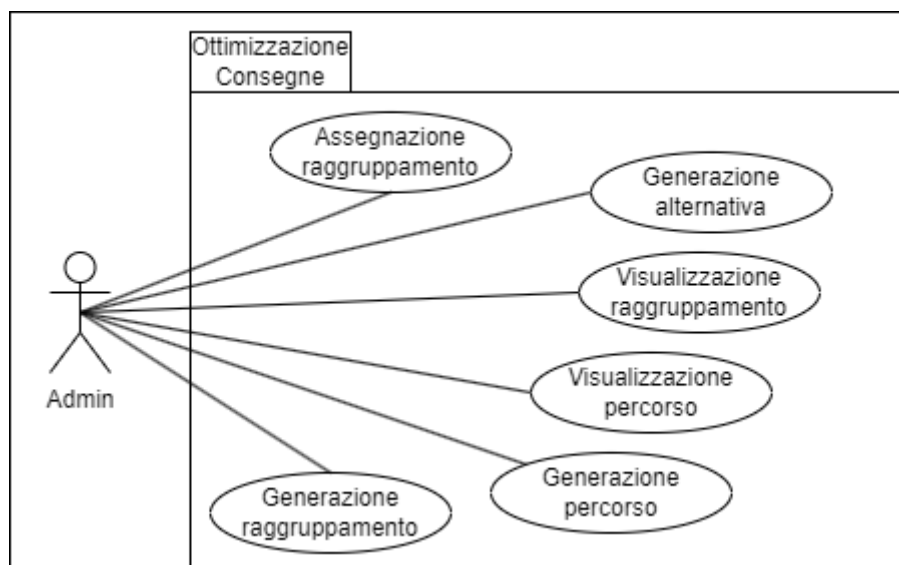 Ottimizzazione
Consegne
Assegnazione
raggruppamento
Generazione
alternativa
Visualizzazione
raggruppamento
Admin
Visualizzazione
percorso
Generazione
percorso
Generazione
raggruppamento